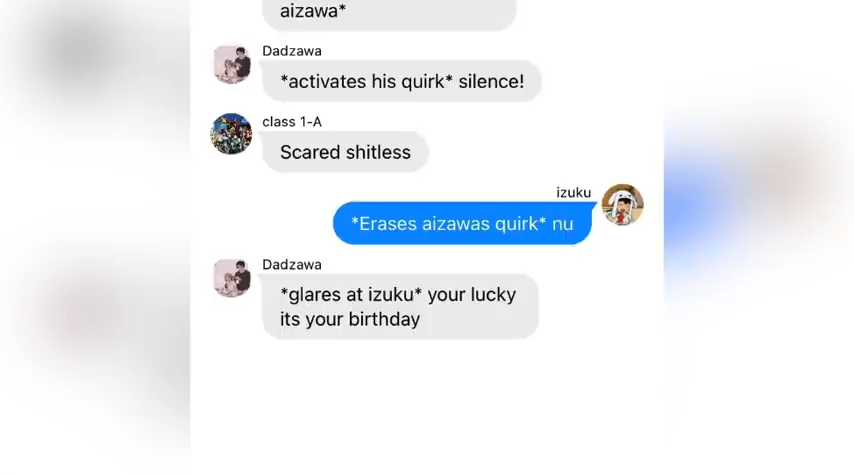 aizawa*
Dadzawa
*activates his quirk* silence!
class 1-A
Scared shitless
izuku
*Erases aizawas quirk* nu
Dadzawa
*glares at izuku* your lucky
its your birthday